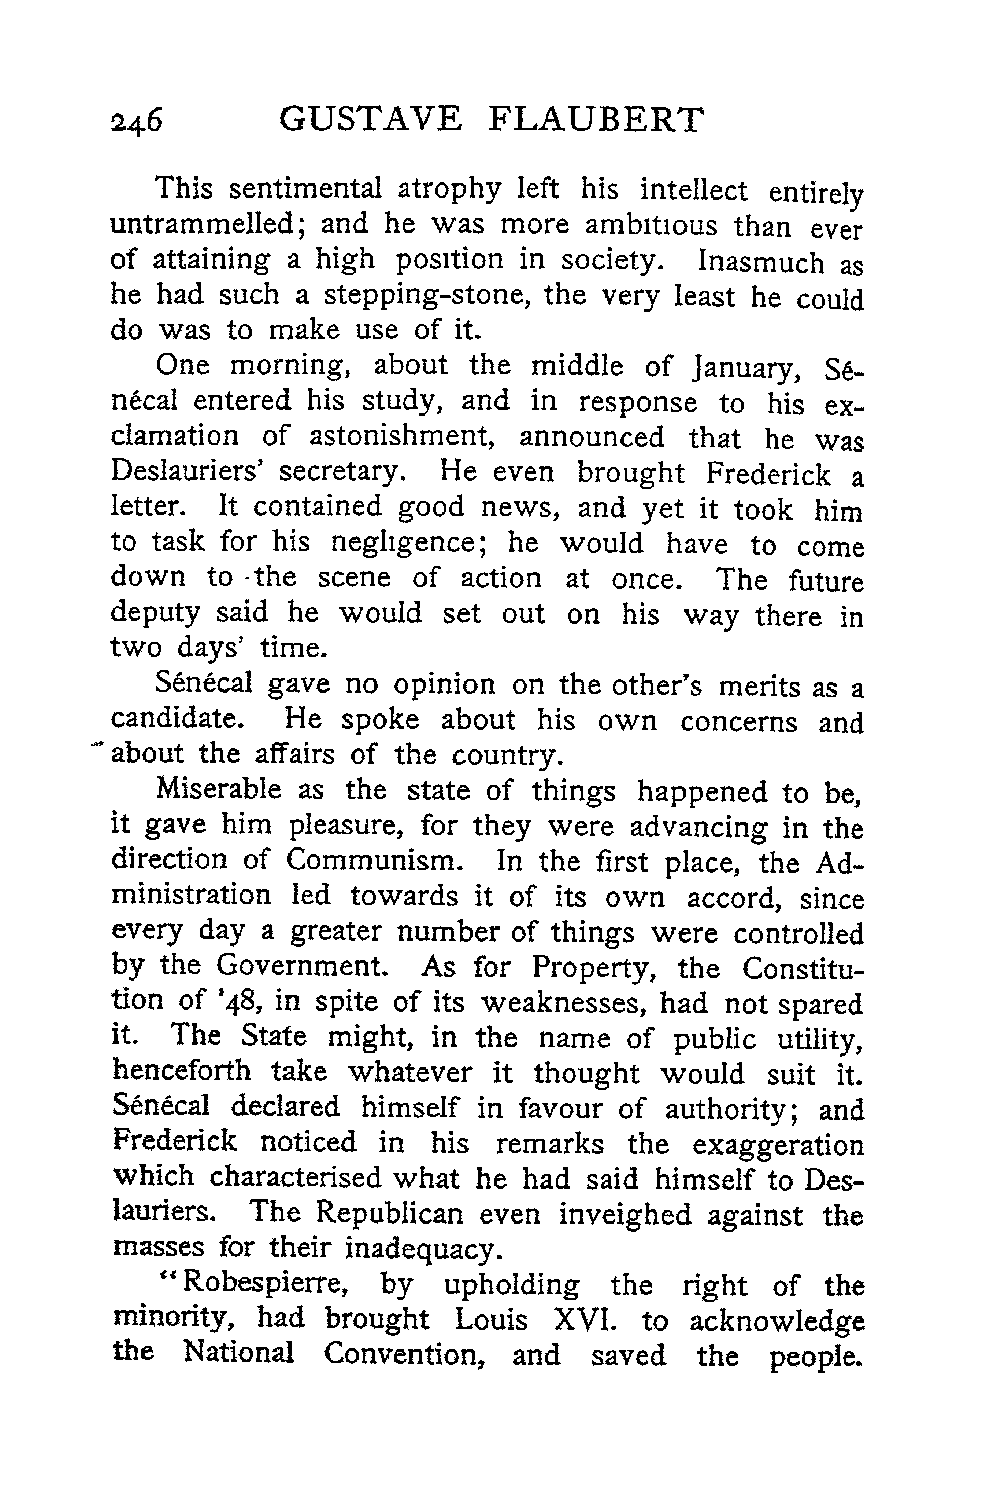 246 GUSTAVE FLAUBERT
This sentimental atrophy left his intellect entirely
untrammelled; and he was more ambitious than ever
of attaining a high position in society. Inasmuch as
he had such a stepping-stone, the very least he could
do was to make use of it.
One morning, about the middle of January, Sé-
nécal entered his study, and in response to his ex-
clamation of astonishment, announced that he was
Deslauriers' secretary. He even brought Frederick a
letter. It contained good news, and yet it took him
to task for his negligence; he would have to come
down to the scene of action at once. The future
deputy said he would set out on his way there in
two days' time.
Sénécal gave no opinion on the other's merits as a
candidate. He spoke about his own concerns and
about the affairs of the country.
Miserable as the state of things happened to be,
it gave him pleasure, for they were advancing in the
direction of Communism. In the first place, the Ad-
ministration led towards it of its own accord, since
every day a greater number of things were controlled
by the Government. As for Property, the Constitu-
tion of '48, in spite of its weaknesses, had not spared
it. The State might, in the name of public utility,
henceforth take whatever it thought would suit it.
Sénécal declared himself in favour of authority; and
Frederick noticed in his remarks the exaggeration
which characterised what he had said himself to Des-
lauriers. The Republican even inveighed against the
masses for their inadequacy.
"Robespierre, by upholding the right of the
minority, had brought Louis XVI. to acknowledge
the National Convention, and saved the people.